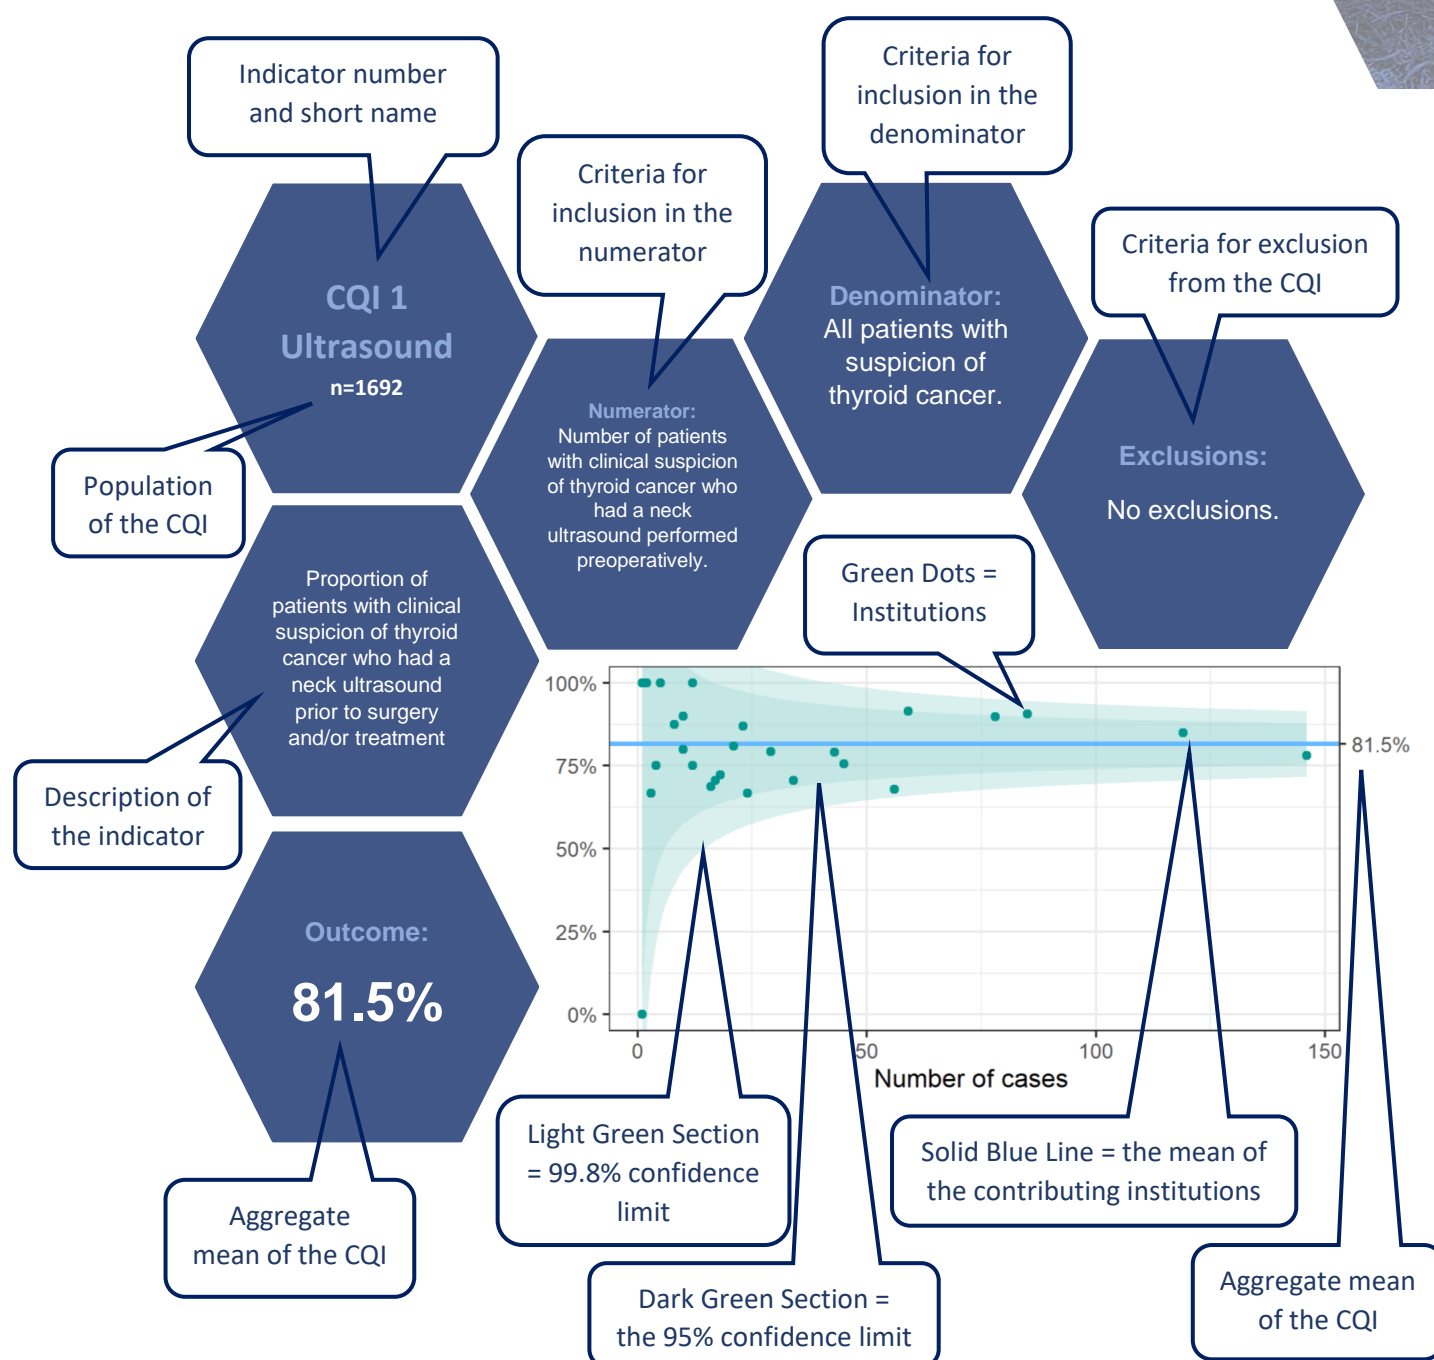 Indicator number
and short name
Criteria for
inclusion in the
denominator
Criteria for
inclusion in the
numerator
Criteria for exclusion
from the CQI
CQI 1
Ultrasound
n=1692
Denominator:
All patients with
suspicion of
thyroid cancer.
Numerator:
Number of patients
with clinical suspicion
of thyroid cancer who
had a neck
ultrasound performed
preoperatively.
Exclusions:
No exclusions.
Population
of the CQI
Proportion of
patients with clinical
suspicion of thyroid
cancer who had a
neck ultrasound
prior to surgery
and/or treatment
Green Dots =
Institutions
Description of
the indicator
100%
75%
50%
25%
0%
81.5%
0
50
100
150
Number of cases
Outcome:
81.5%
Light Green Section
= 99.8% confidence
limit
Solid Blue Line = the mean of
the contributing institutions
Aggregate
mean of the CQI
Dark Green Section =
the 95% confidence limit
Aggregate mean
of the CQI